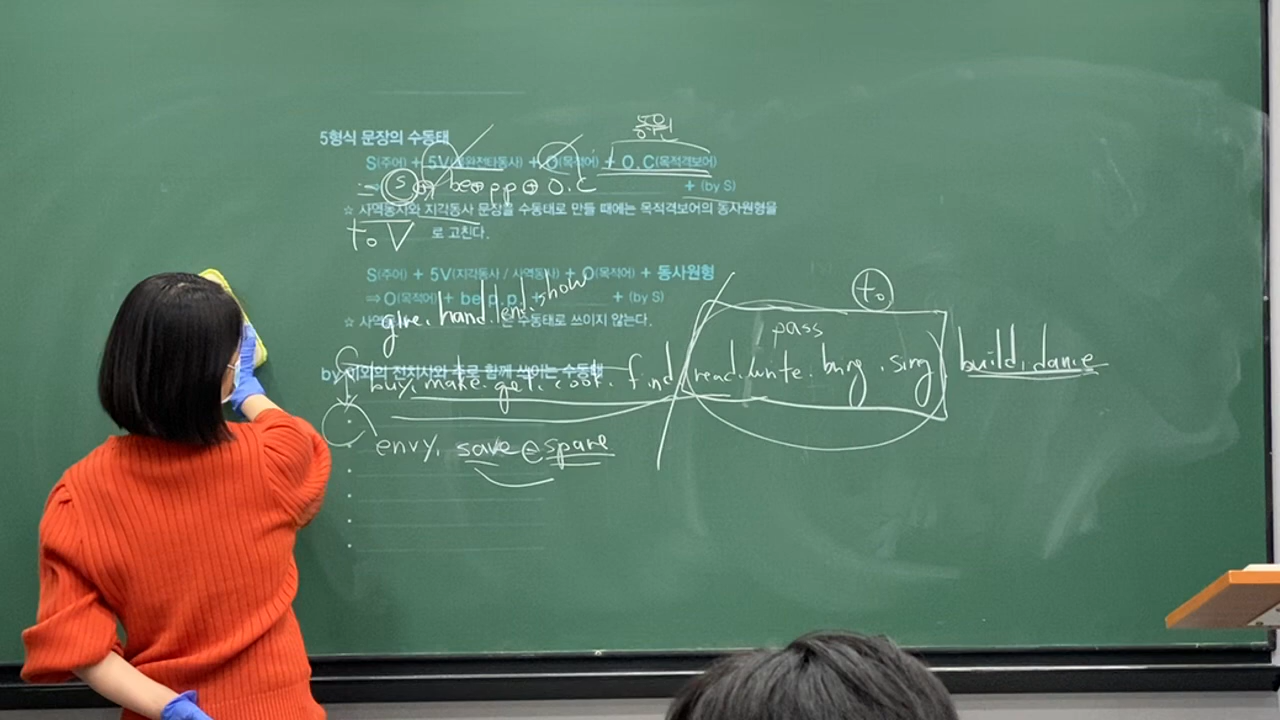 5형식 문장의 수동태
동원
S(주어) + 5V(불완전타동사) + O(목적어) + O.C(목적격보어)
= S be + p.p + O.C + (by S)
☆ 사역동사와 지각동사 문장을 수동태로 만들 때에는 목적격보어의 동사원형을
to V 로 고친다.
S(주어) + 5V(지각동사 / 사역동사) + O(목적어) + 동사원형
to
⇒ O(목적어) + be p.p. + + (by S)
give. hand. lend. show
☆ 사역 은 수동태로 쓰이지 않는다.
pass
by 이외의 전치사와 함께 쓰이는 수동태
buy. make. get. cook. find read. write. bring. sing build. dance
envy. save = spare